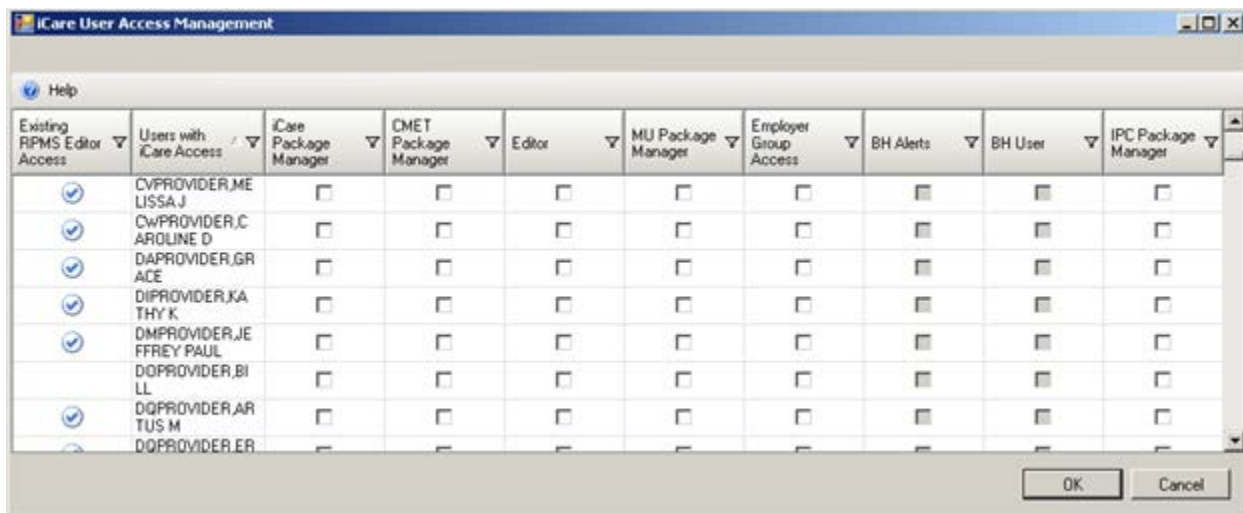 iCare User Access Management
Help
Existing
RPMS Editor
Access
Users with
iCare Access
iCare
Package
Manager
CMET
Package
Manager
Editor
MU Package
Manager
Employer
Group
Access
BH Alerts
BH User
IPC Package
Manager
CVPROVIDER,ME
LISSA J
CWPROVIDER,C
AROLINE D
DAPROVIDER,GR
ACE
DIPROVIDER,KA
THY K
DMPROVIDER,JE
FFREY PAUL
DOPROVIDER,BI
LL
DQPROVIDER,AR
TUS M
DQPROVIDER,ER
OK
Cancel